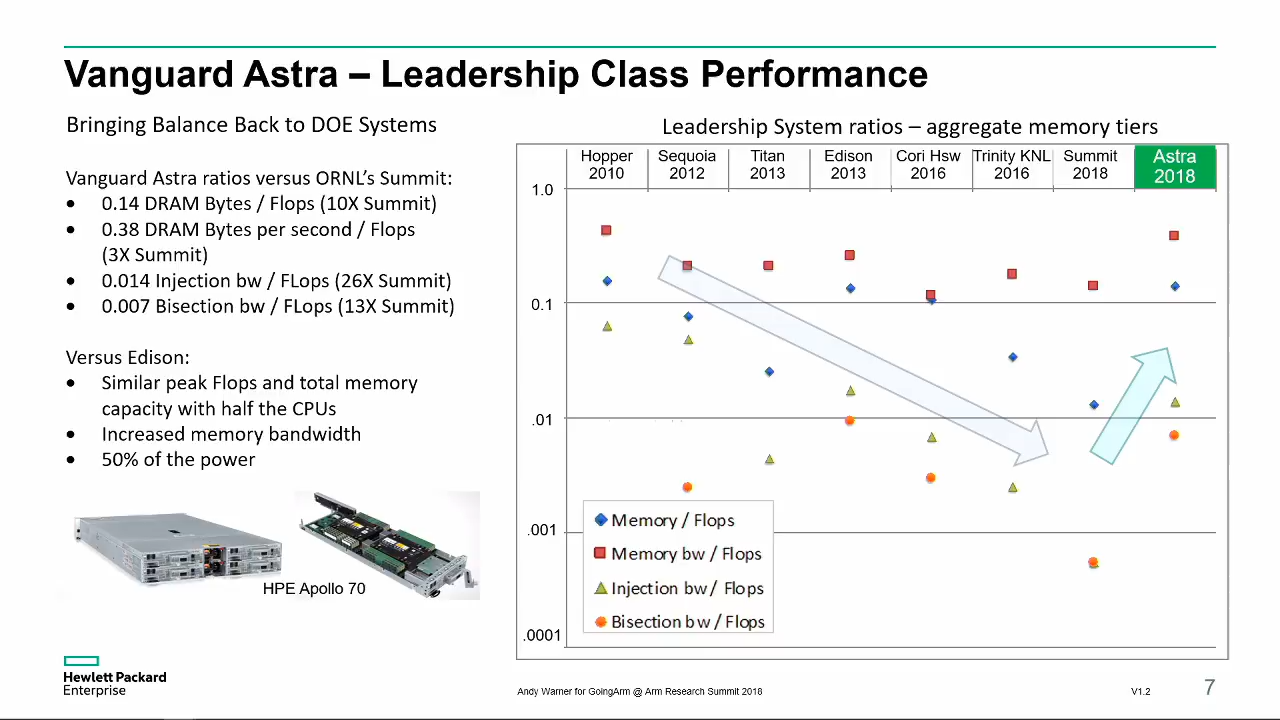 Vanguard Astra – Leadership Class Performance
Bringing Balance Back to DOE Systems
Vanguard Astra ratios versus ORNL’s Summit:
• 0.14 DRAM Bytes / Flops (10X Summit)
• 0.38 DRAM Bytes per second / Flops
(3X Summit)
• 0.014 Injection bw / FLops (26X Summit)
• 0.007 Bisection bw / FLops (13X Summit)
Versus Edison:
• Similar peak Flops and total memory
capacity with half the CPUs
• Increased memory bandwidth
• 50% of the power
HPE Apollo 70
Leadership System ratios – aggregate memory tiers
Hopper Sequoia Titan Edison Cori Hsw Trinity KNL Summit Astra
2010 2012 2013 2013 2016 2016 2018 2018
1.0
0.1
.01
.001
.0001
Memory / Flops
Memory bw / Flops
Injection bw / Flops
Bisection bw / Flops
Hewlett Packard
Enterprise
Andy Warner for GoingArm @ Arm Research Summit 2018
V1.2
7